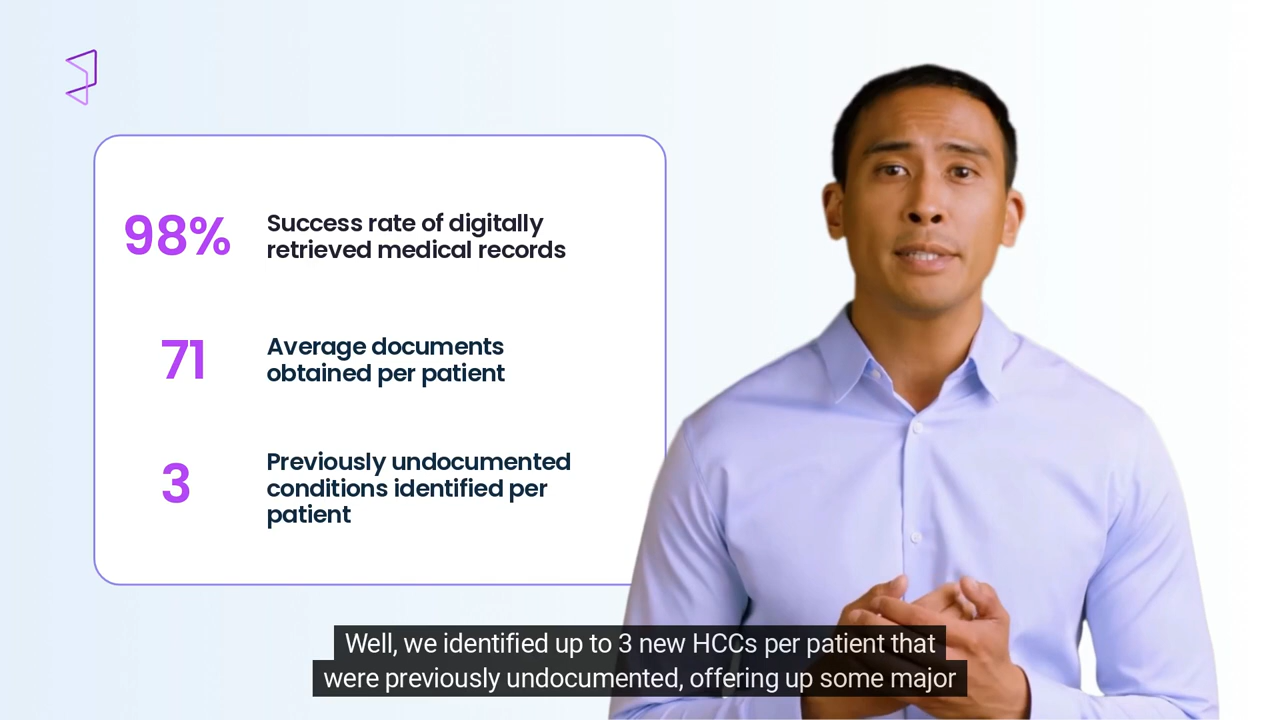 98%
Success rate of digitally
retrieved medical records
71
Average documents
obtained per patient
3
Previously undocumented
conditions identified per
patient
Well, we identified up to 3 new HCCs per patient that
were previously undocumented, offering up some major